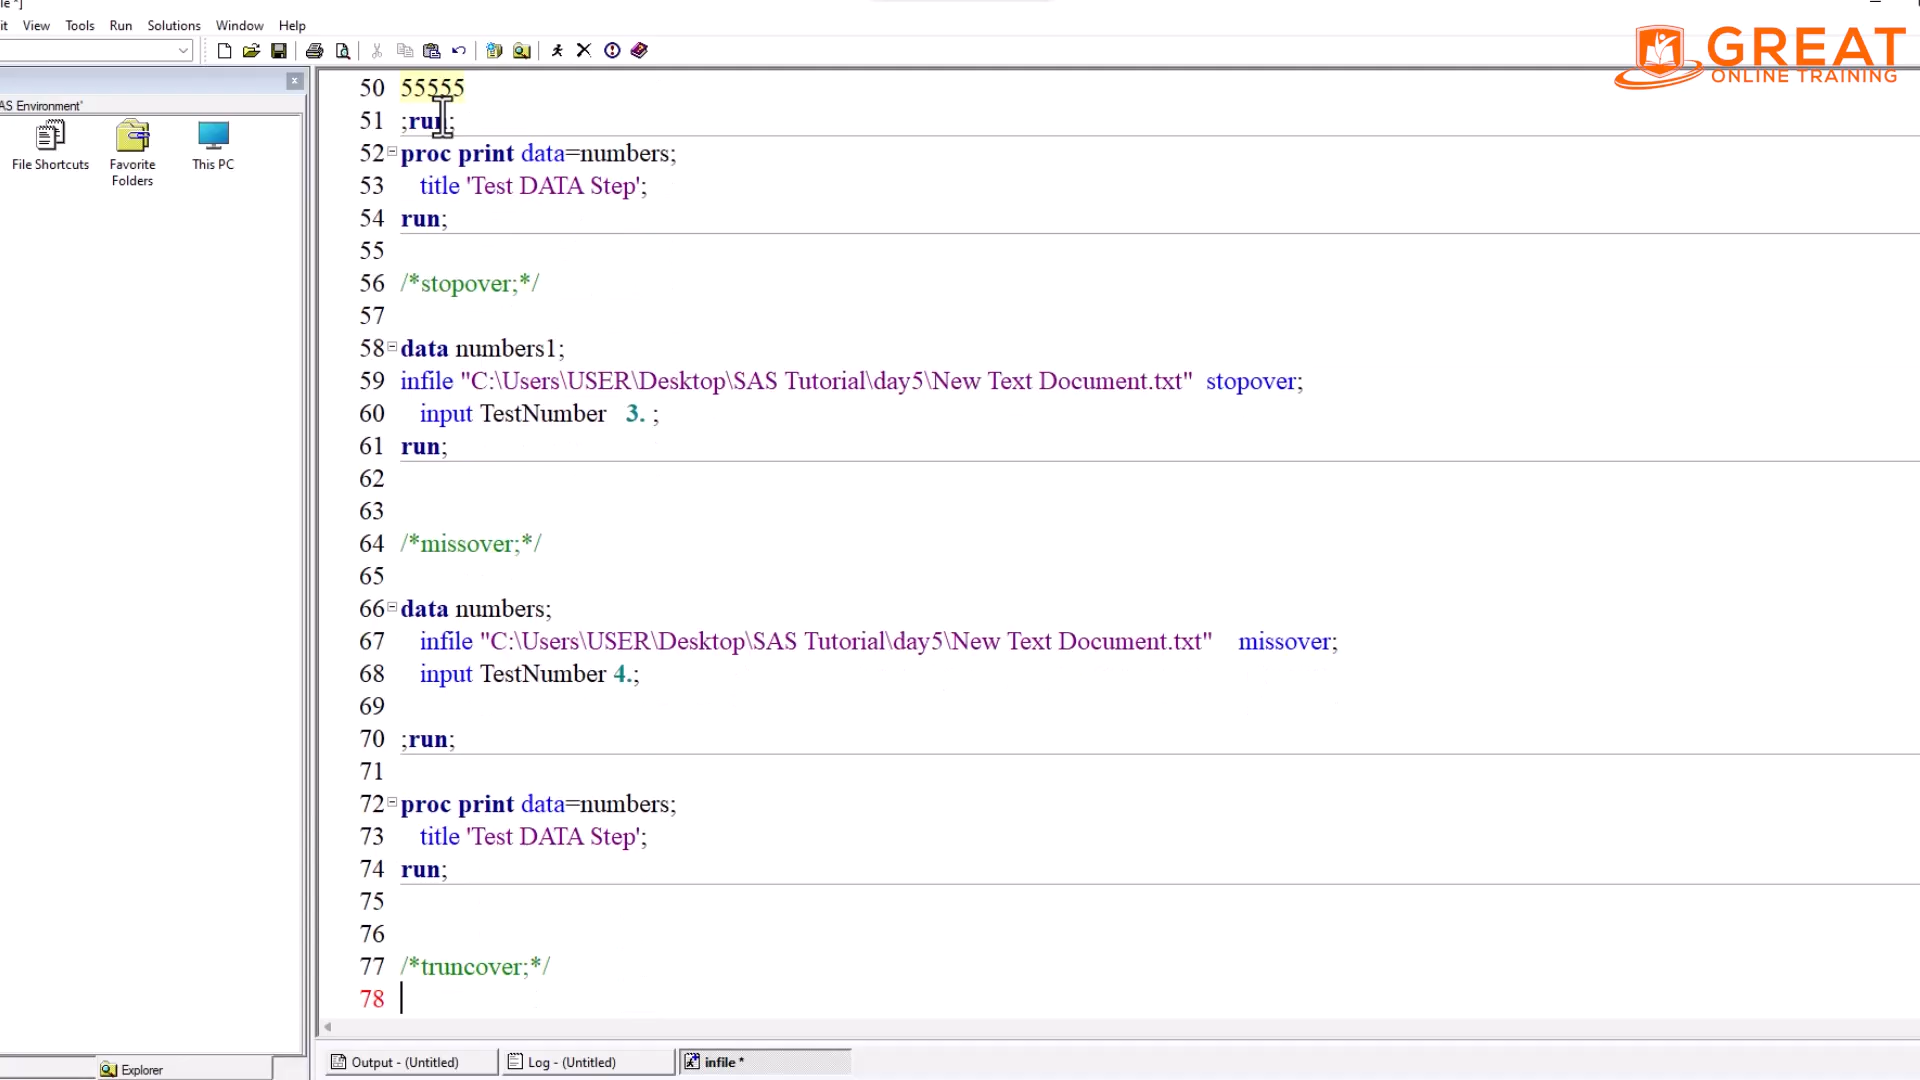 le *]
it View Tools Run Solutions Window Help
GREAT
ONLINE TRAINING
AS Environment'
File Shortcuts
Favorite Folders
This PC
50 55555
51 ;run;
52 proc print data=numbers;
53 title 'Test DATA Step';
54 run;
55
56 /*stopover;*/
57
58 data numbers1;
59 infile "C:\Users\USER\Desktop\SAS Tutorial\day5\New Text Document.txt" stopover;
60 input TestNumber 3. ;
61 run;
62
63
64 /*missover;*/
65
66 data numbers;
67 infile "C:\Users\USER\Desktop\SAS Tutorial\day5\New Text Document.txt" missover;
68 input TestNumber 4.;
69
70 ;run;
71
72 proc print data=numbers;
73 title 'Test DATA Step';
74 run;
75
76
77 /*truncover;*/
78
Explorer
Output - (Untitled)
Log - (Untitled)
infile *